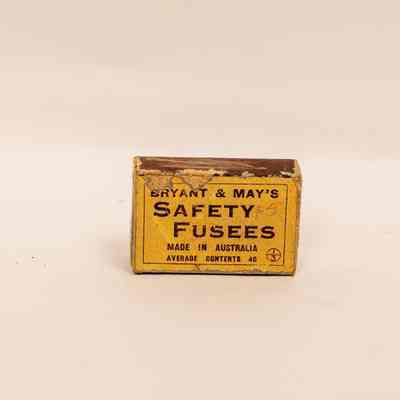 BRYANT & MAY'S
SAFETY
FUSEES
MADE IN AUSTRALIA
AVERAGE CONTENTS 40